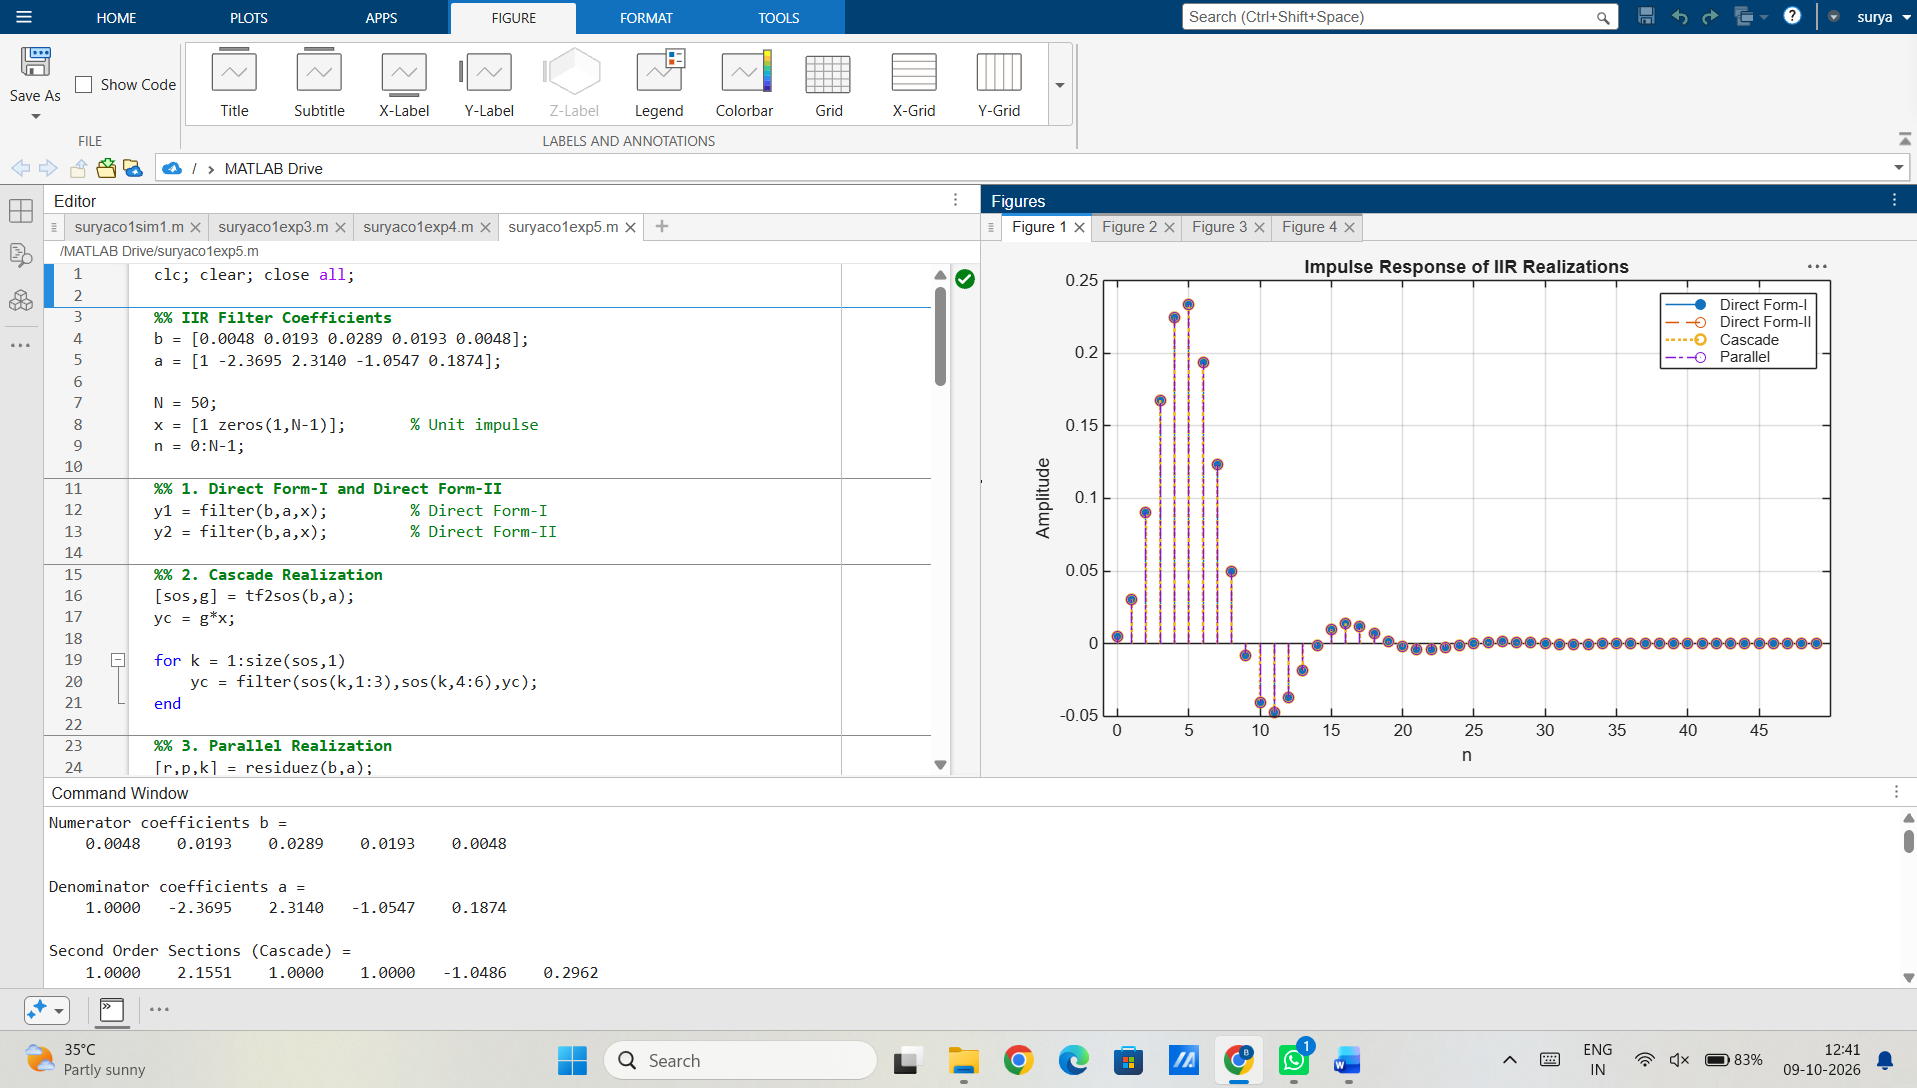 HOME PLOTS APPS FIGURE FORMAT TOOLS Search (Ctrl+Shift+Space) surya
Save As
Show Code
FILE
Title Subtitle X-Label Y-Label Z-Label Legend Colorbar Grid X-Grid Y-Grid
LABELS AND ANNOTATIONS
/ › MATLAB Drive
Editor
suryaco1sim1.m suryaco1exp3.m suryaco1exp4.m suryaco1exp5.m
/MATLAB Drive/suryaco1exp5.m
1 clc; clear; close all;
2
3 %% IIR Filter Coefficients
4 b = [0.0048 0.0193 0.0289 0.0193 0.0048];
5 a = [1 -2.3695 2.3140 -1.0547 0.1874];
6
7 N = 50;
8 x = [1 zeros(1,N-1)]; % Unit impulse
9 n = 0:N-1;
10
11 %% 1. Direct Form-I and Direct Form-II
12 y1 = filter(b,a,x); % Direct Form-I
13 y2 = filter(b,a,x); % Direct Form-II
14
15 %% 2. Cascade Realization
16 [sos,g] = tf2sos(b,a);
17 yc = g*x;
18
19 for k = 1:size(sos,1)
20 yc = filter(sos(k,1:3),sos(k,4:6),yc);
21 end
22
23 %% 3. Parallel Realization
24 [r,p,k] = residuez(b,a);
Figures
Figure 1 Figure 2 Figure 3 Figure 4
Impulse Response of IIR Realizations
0.25
0.2
0.15
0.1
0.05
0
-0.05
Amplitude
0 5 10 15 20 25 30 35 40 45
n
Direct Form-I
Direct Form-II
Cascade
Parallel
Command Window
Numerator coefficients b =
0.0048 0.0193 0.0289 0.0193 0.0048
Denominator coefficients a =
1.0000 -2.3695 2.3140 -1.0547 0.1874
Second Order Sections (Cascade) =
1.0000 2.1551 1.0000 1.0000 -1.0486 0.2962
35°C
Partly sunny
Search
1
ENG
IN
83%
12:41
09-10-2026